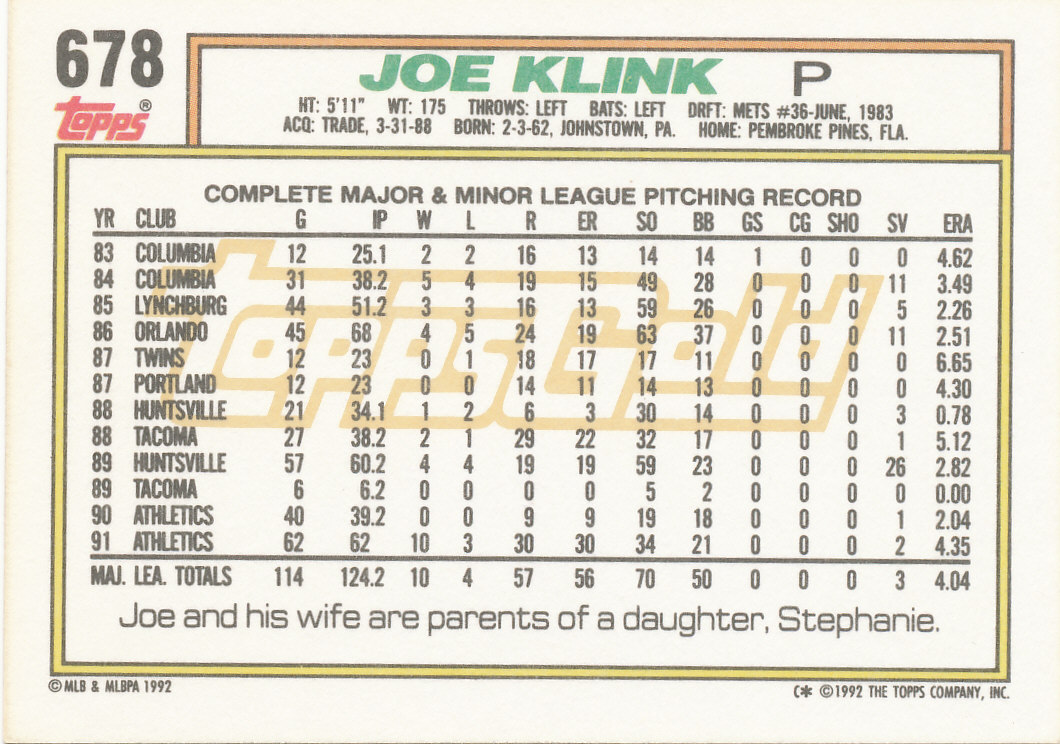 678
topps®
JOE KLINK P
HT: 5'11" WT: 175 THROWS: LEFT BATS: LEFT DRFT: METS #36-JUNE, 1983
ACQ: TRADE, 3-31-88 BORN: 2-3-62, JOHNSTOWN, PA. HOME: PEMBROKE PINES, FLA.
COMPLETE MAJOR & MINOR LEAGUE PITCHING RECORD
YR CLUB G IP W L R ER SO BB GS CG SHO SV ERA
83 COLUMBIA 12 25.1 2 2 16 13 14 14 1 0 0 0 4.62
84 COLUMBIA 31 38.2 5 4 19 15 49 28 0 0 0 11 3.49
85 LYNCHBURG 44 51.2 3 3 16 13 59 26 0 0 0 5 2.26
86 ORLANDO 45 68 4 5 24 19 63 37 0 0 0 11 2.51
87 TWINS 12 23 0 1 18 17 17 11 0 0 0 0 6.65
87 PORTLAND 12 23 0 0 14 11 14 13 0 0 0 0 4.30
88 HUNTSVILLE 21 34.1 1 2 6 3 30 14 0 0 0 3 0.78
88 TACOMA 27 38.2 2 1 29 22 32 17 0 0 0 1 5.12
89 HUNTSVILLE 57 60.2 4 4 19 19 59 23 0 0 0 26 2.82
89 TACOMA 6 6.2 0 0 0 0 5 2 0 0 0 0 0.00
90 ATHLETICS 40 39.2 0 0 9 9 19 18 0 0 0 1 2.04
91 ATHLETICS 62 62 10 3 30 30 34 21 0 0 0 2 4.35
MAJ. LEA. TOTALS 114 124.2 10 4 57 56 70 50 0 0 0 3 4.04
ToppsGold
Joe and his wife are parents of a daughter, Stephanie.
© MLB & MLBPA 1992
C* ©1992 THE TOPPS COMPANY, INC.